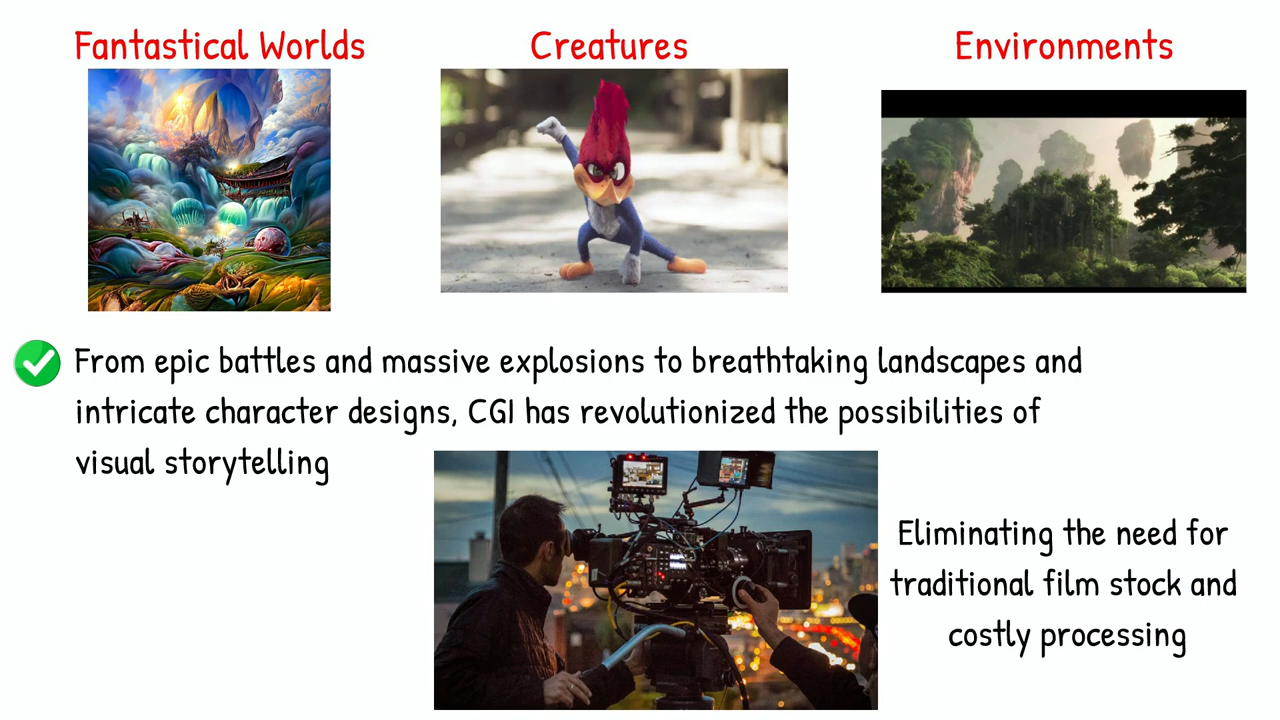 Fantastical Worlds
Creatures
Environments
From epic battles and massive explosions to breathtaking landscapes and
intricate character designs, CGI has revolutionized the possibilities of
visual storytelling
Eliminating the need for
traditional film stock and
costly processing